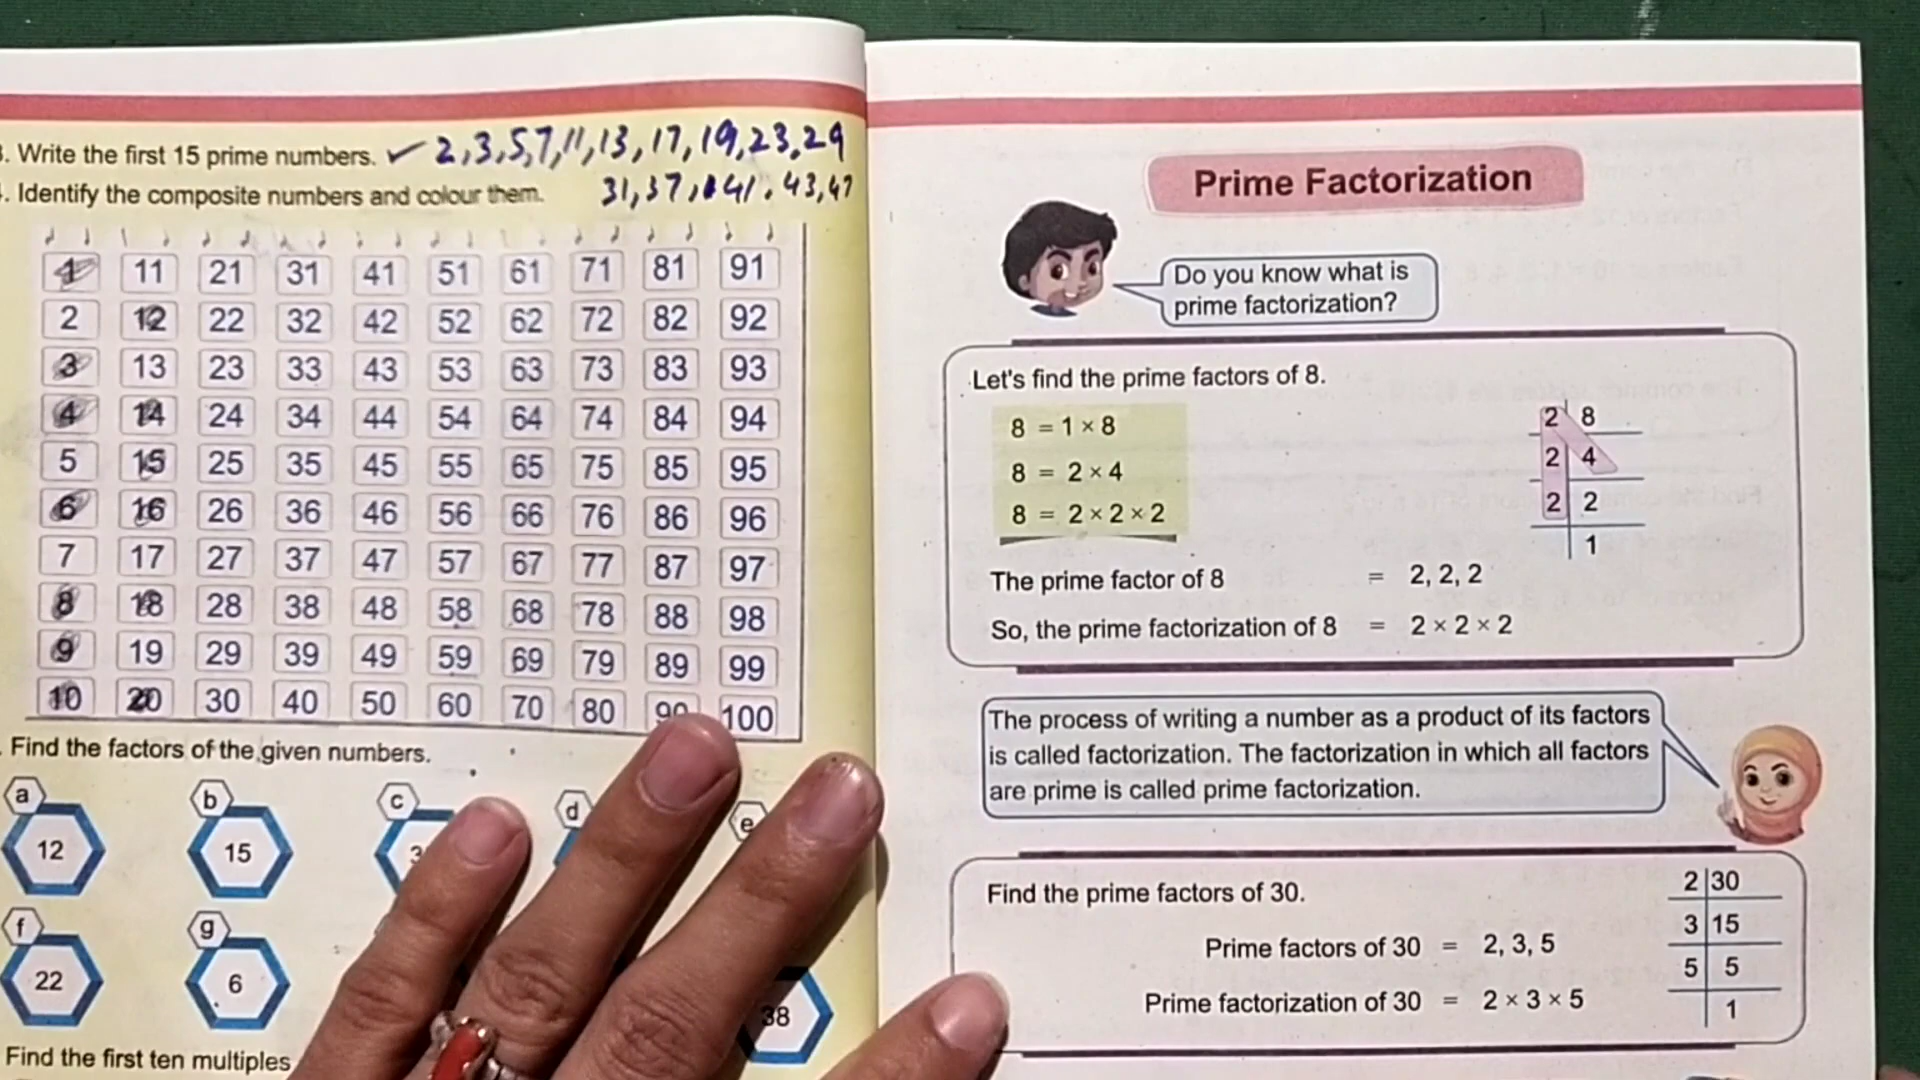 . Write the first 15 prime numbers. ✓ 2,3,5,7,11,13,17,19,23,29
31,37,41,43,47
. Identify the composite numbers and colour them.
1 11 21 31 41 51 61 71 81 91
2 12 22 32 42 52 62 72 82 92
3 13 23 33 43 53 63 73 83 93
4 14 24 34 44 54 64 74 84 94
5 15 25 35 45 55 65 75 85 95
6 16 26 36 46 56 66 76 86 96
7 17 27 37 47 57 67 77 87 97
8 18 28 38 48 58 68 78 88 98
9 19 29 39 49 59 69 79 89 99
10 20 30 40 50 60 70 80 90 100
. Find the factors of the given numbers.
a b c d e
12 15
f g
22 6 38
Find the first ten multiples
Prime Factorization
Do you know what is
prime factorization?
Let's find the prime factors of 8.
8 = 1 × 8
8 = 2 × 4
8 = 2 × 2 × 2
2 8
2 4
2 2
1
The prime factor of 8 = 2, 2, 2
So, the prime factorization of 8 = 2 × 2 × 2
The process of writing a number as a product of its factors
is called factorization. The factorization in which all factors
are prime is called prime factorization.
Find the prime factors of 30.
Prime factors of 30 = 2, 3, 5
Prime factorization of 30 = 2 × 3 × 5
2 30
3 15
5 5
1